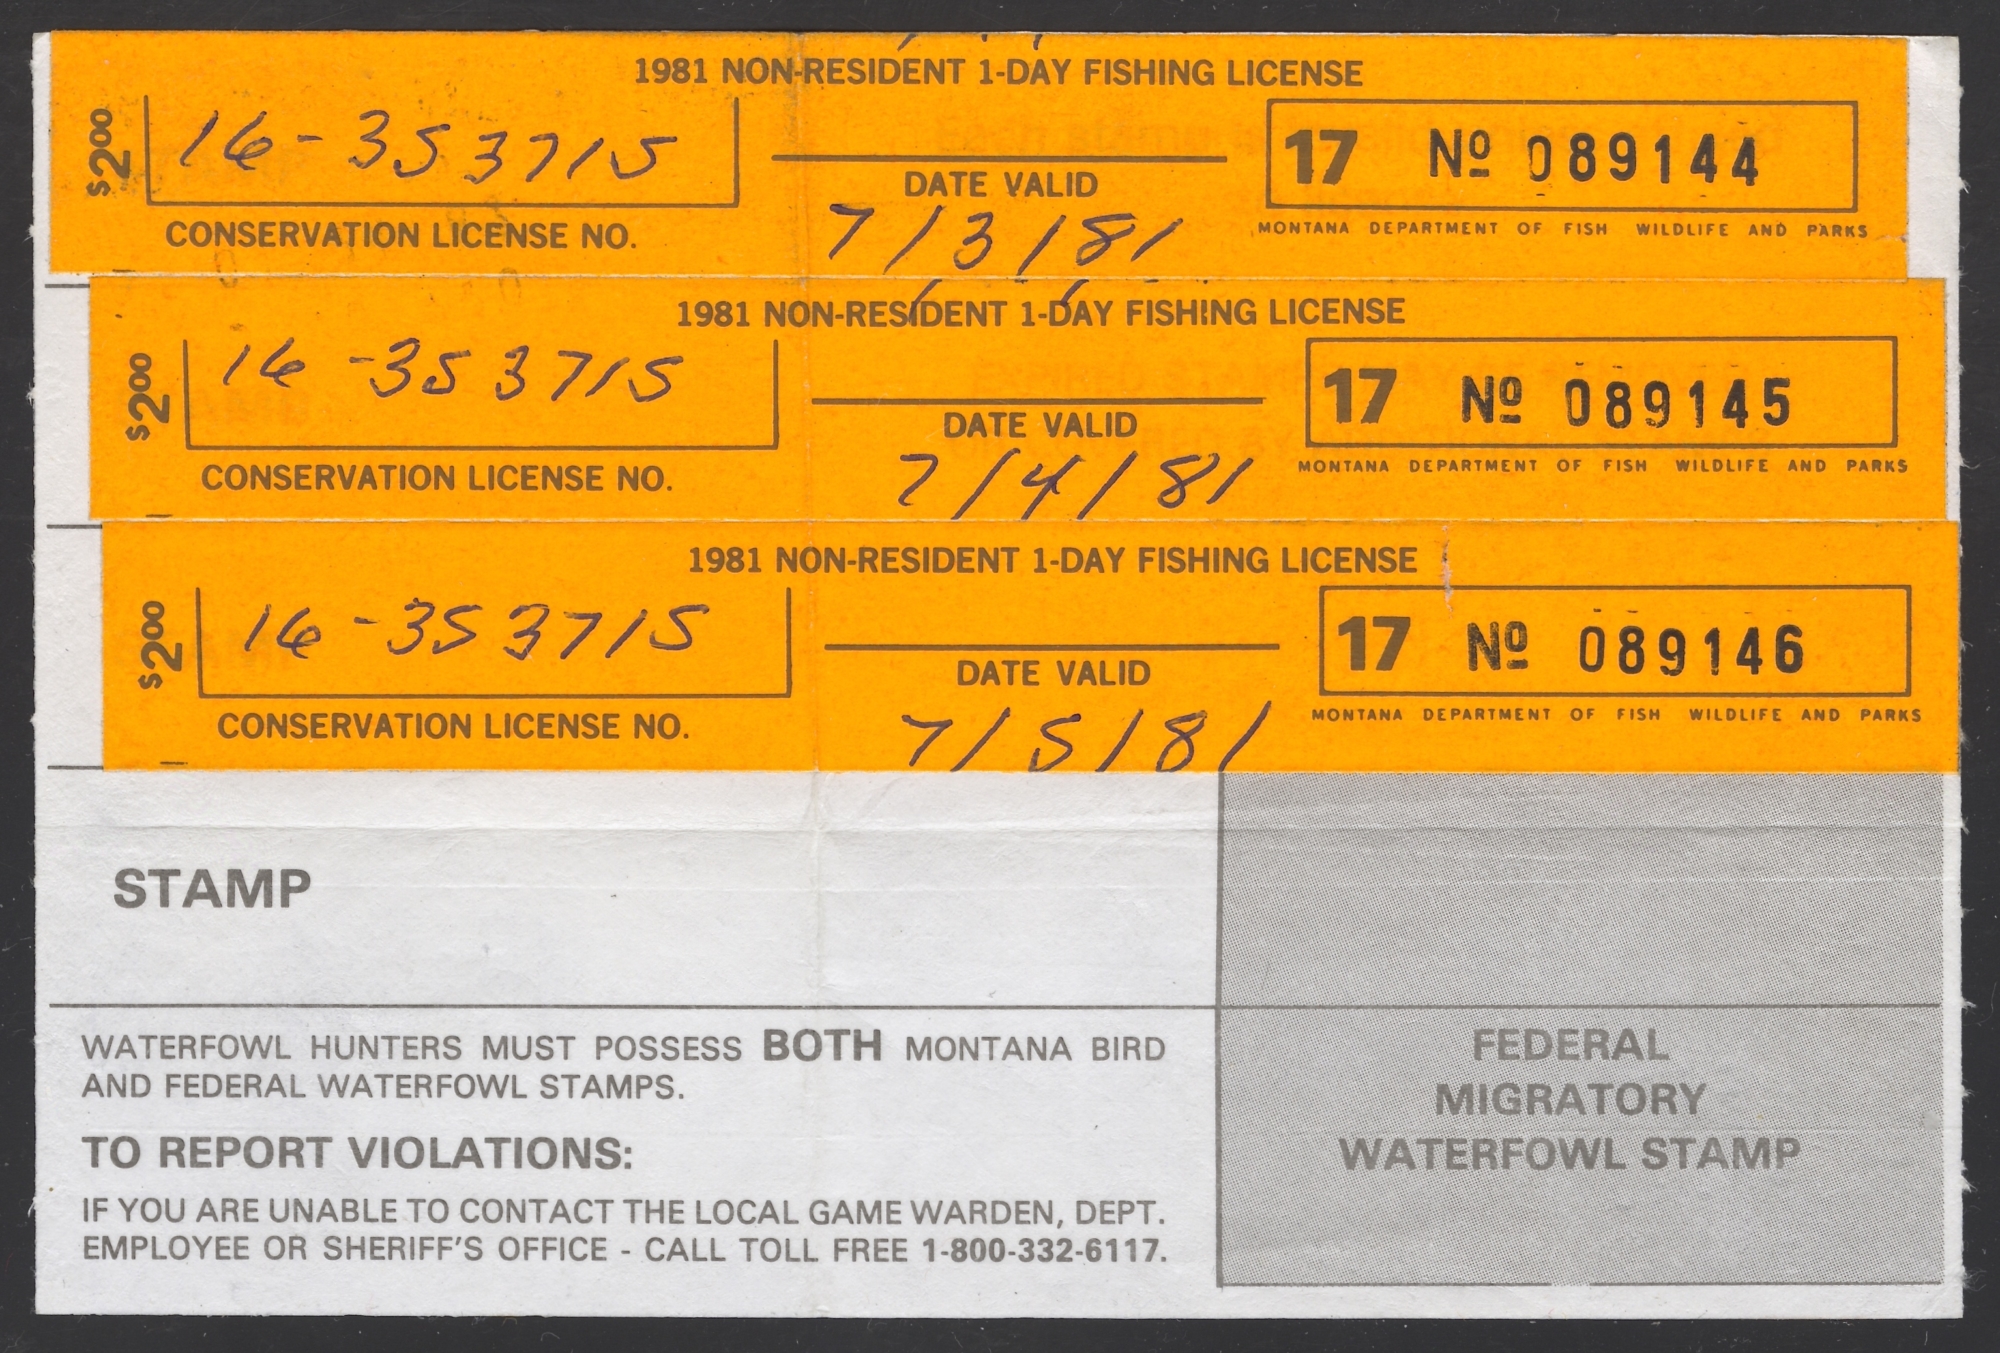 1981 NON-RESIDENT 1-DAY FISHING LICENSE
$2.00
16-353715
17 Nº 089144
DATE VALID
CONSERVATION LICENSE NO.
7/3/81
MONTANA DEPARTMENT OF FISH WILDLIFE AND PARKS
1981 NON-RESIDENT 1-DAY FISHING LICENSE
$2.00
16-353715
17 Nº 089145
DATE VALID
CONSERVATION LICENSE NO.
7/4/81
MONTANA DEPARTMENT OF FISH WILDLIFE AND PARKS
1981 NON-RESIDENT 1-DAY FISHING LICENSE
$2.00
16-353715
17 Nº 089146
DATE VALID
CONSERVATION LICENSE NO.
7/5/81
MONTANA DEPARTMENT OF FISH WILDLIFE AND PARKS
STAMP
WATERFOWL HUNTERS MUST POSSESS BOTH MONTANA BIRD
AND FEDERAL WATERFOWL STAMPS.
TO REPORT VIOLATIONS:
IF YOU ARE UNABLE TO CONTACT THE LOCAL GAME WARDEN, DEPT.
EMPLOYEE OR SHERIFF'S OFFICE - CALL TOLL FREE 1-800-332-6117.
FEDERAL
MIGRATORY
WATERFOWL STAMP